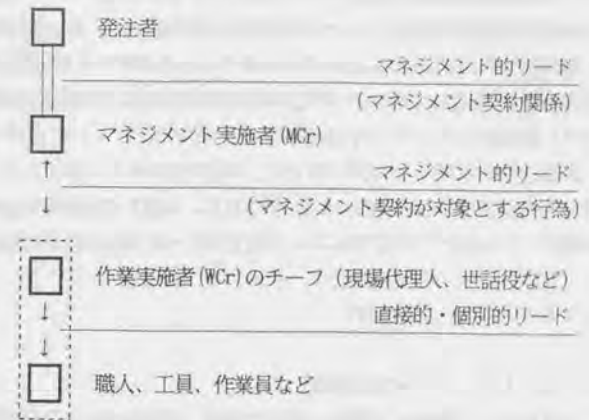 発注者
マネジメント的リード
(マネジメント契約関係)
マネジメント実施者(MCr)
↑
マネジメント的リード
↓
(マネジメント契約が対象とする行為)
作業実施者(WCr)のチーフ (現場代理人、世話役など)
↓
直接的・個別的リード
↓
職人、工員、作業員など